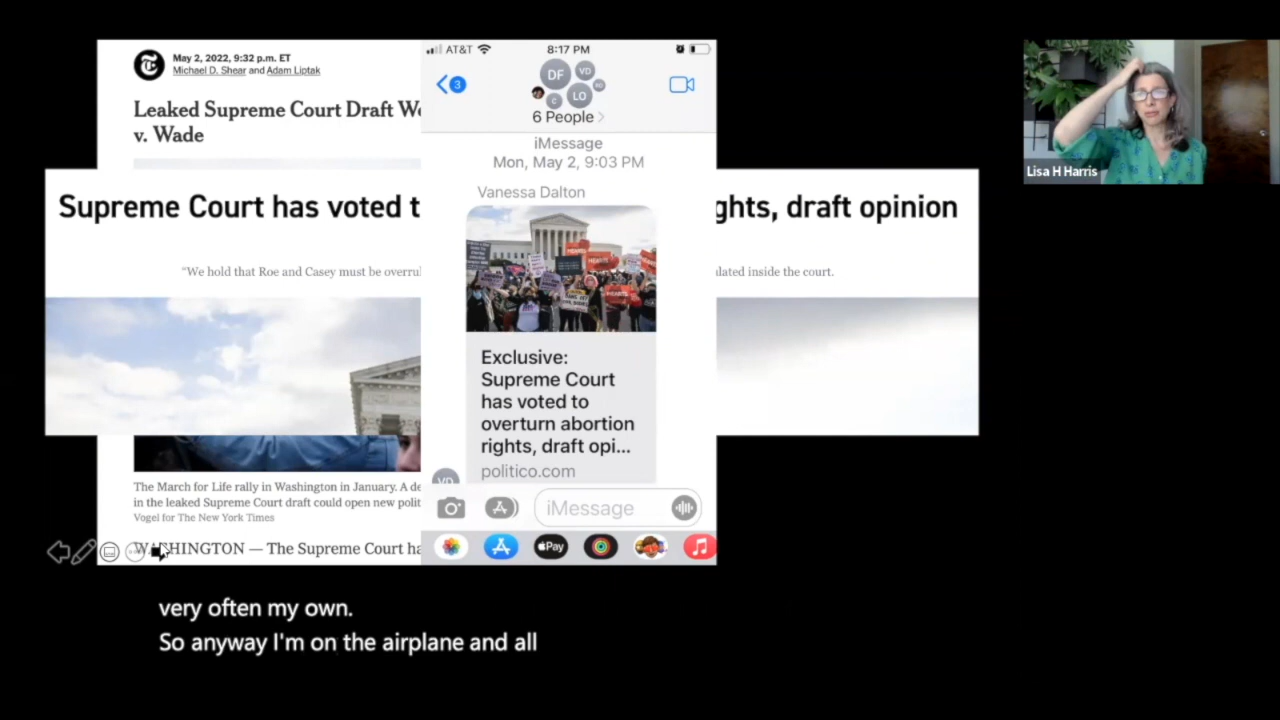 May 2, 2022, 9:32 p.m. ET
Michael D. Shear and Adam Liptak
Leaked Supreme Court Draft Wo
v. Wade
Supreme Court has voted t
ghts, draft opinion
"We hold that Roe and Casey must be overrul
lated inside the court.
The March for Life rally in Washington in January. A de
in the leaked Supreme Court draft could open new polit
Vogel for The New York Times
WASHINGTON — The Supreme Court ha
AT&T
8:17 PM
3
DF
VD
LO
C
6 People
iMessage
Mon, May 2, 9:03 PM
Vanessa Dalton
Exclusive:
Supreme Court
has voted to
overturn abortion
rights, draft opi...
politico.com
VD
iMessage
Pay
Lisa H Harris
very often my own.
So anyway I'm on the airplane and all